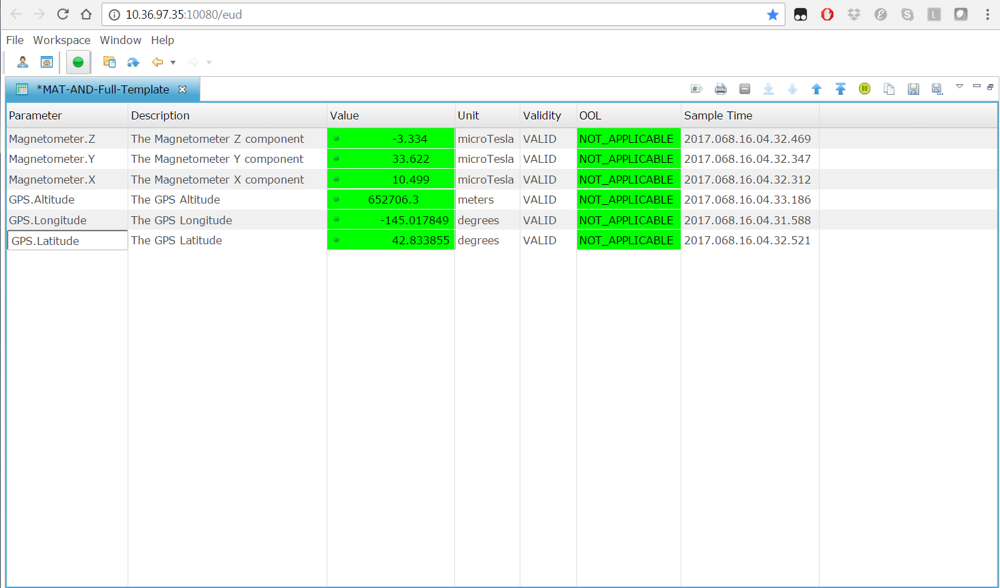 10.36.97.35:10080/eud
File Workspace Window Help
*MAT-AND-Full-Template
Parameter Description Value Unit Validity OOL Sample Time
Magnetometer.Z The Magnetometer Z component -3.334 microTesla VALID NOT_APPLICABLE 2017.068.16.04.32.469
Magnetometer.Y The Magnetometer Y component 33.622 microTesla VALID NOT_APPLICABLE 2017.068.16.04.32.347
Magnetometer.X The Magnetometer X component 10.499 microTesla VALID NOT_APPLICABLE 2017.068.16.04.32.312
GPS.Altitude The GPS Altitude 652706.3 meters VALID NOT_APPLICABLE 2017.068.16.04.33.186
GPS.Longitude The GPS Longitude -145.017849 degrees VALID NOT_APPLICABLE 2017.068.16.04.31.588
GPS.Latitude The GPS Latitude 42.833855 degrees VALID NOT_APPLICABLE 2017.068.16.04.32.521